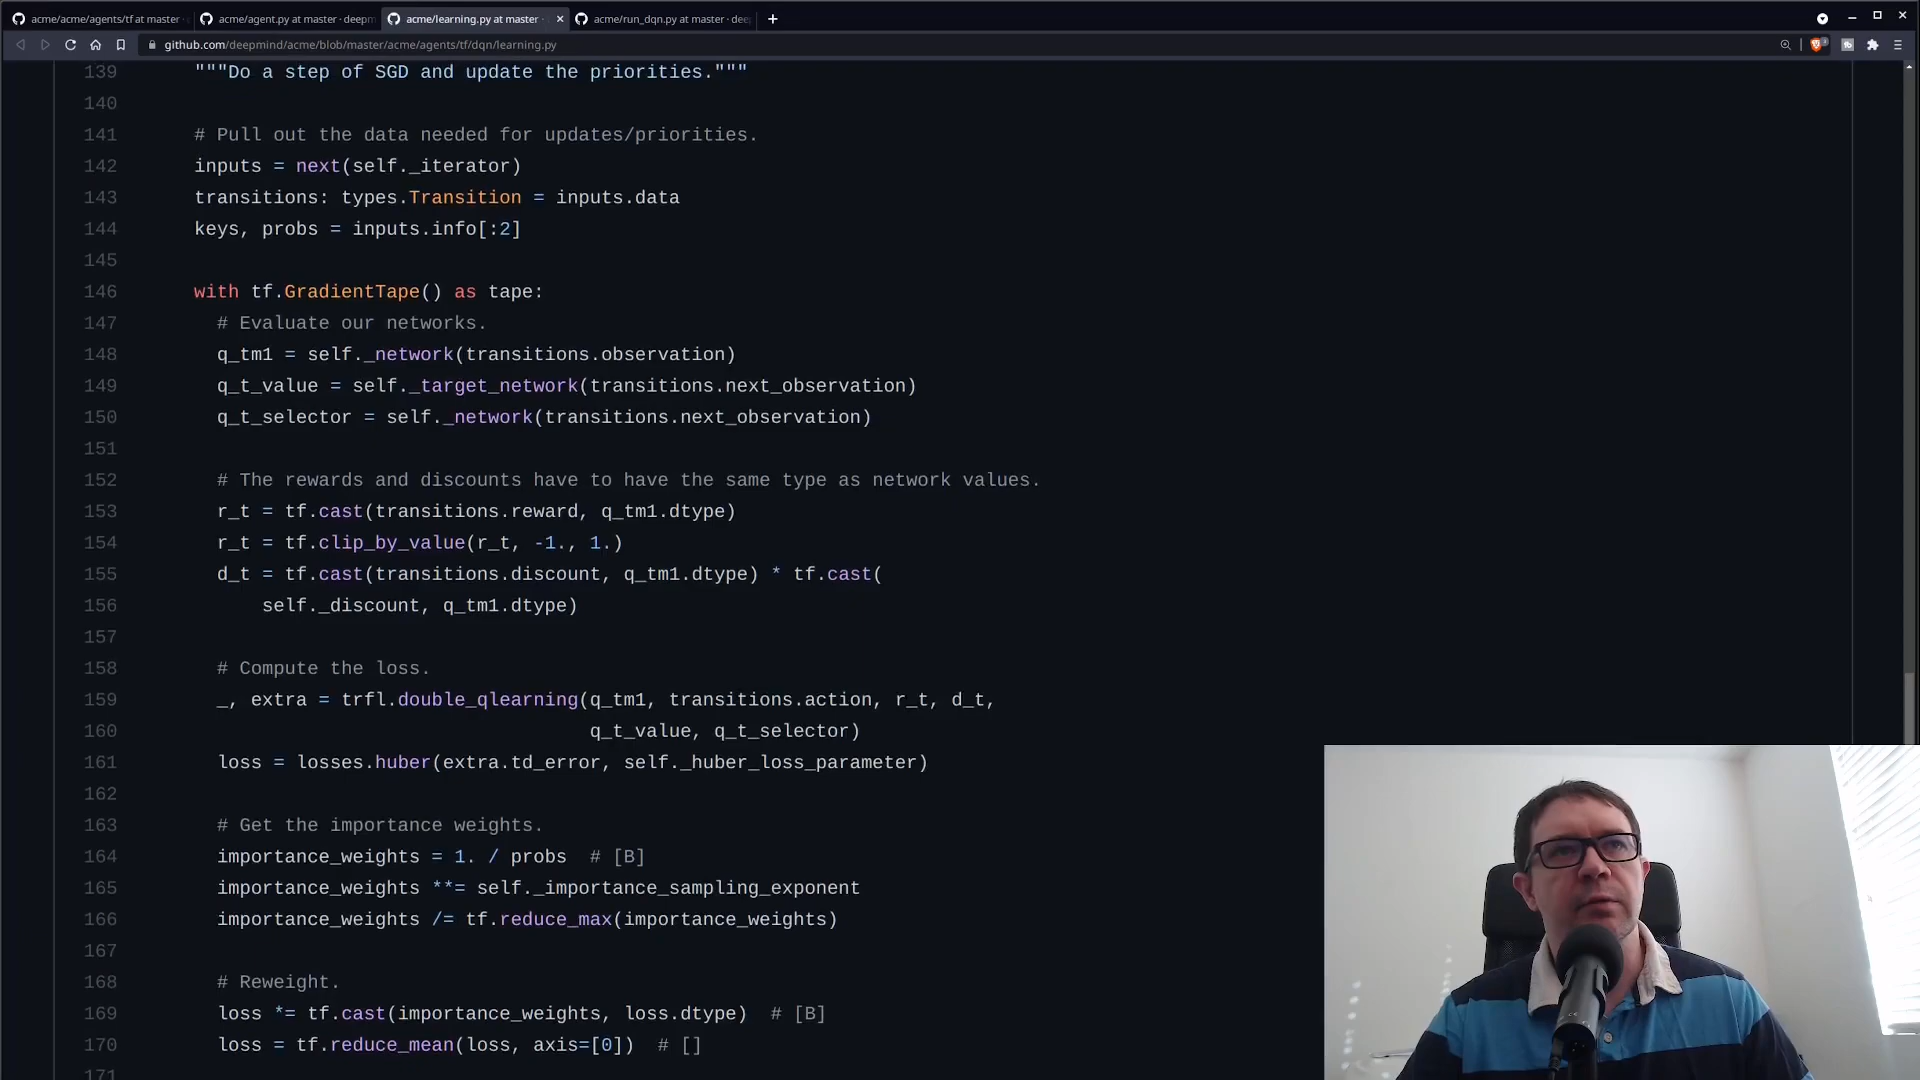 acme/acme/agents/tf at master ·
acme/agent.py at master · deepm
acme/learning.py at master ·
acme/run_dqn.py at master · deep
github.com/deepmind/acme/blob/master/acme/agents/tf/dqn/learning.py
139 """Do a step of SGD and update the priorities."""
140
141 # Pull out the data needed for updates/priorities.
142 inputs = next(self._iterator)
143 transitions: types.Transition = inputs.data
144 keys, probs = inputs.info[:2]
145
146 with tf.GradientTape() as tape:
147 # Evaluate our networks.
148 q_tm1 = self._network(transitions.observation)
149 q_t_value = self._target_network(transitions.next_observation)
150 q_t_selector = self._network(transitions.next_observation)
151
152 # The rewards and discounts have to have the same type as network values.
153 r_t = tf.cast(transitions.reward, q_tm1.dtype)
154 r_t = tf.clip_by_value(r_t, -1., 1.)
155 d_t = tf.cast(transitions.discount, q_tm1.dtype) * tf.cast(
156 self._discount, q_tm1.dtype)
157
158 # Compute the loss.
159 _, extra = trfl.double_qlearning(q_tm1, transitions.action, r_t, d_t,
160 q_t_value, q_t_selector)
161 loss = losses.huber(extra.td_error, self._huber_loss_parameter)
162
163 # Get the importance weights.
164 importance_weights = 1. / probs # [B]
165 importance_weights **= self._importance_sampling_exponent
166 importance_weights /= tf.reduce_max(importance_weights)
167
168 # Reweight.
169 loss *= tf.cast(importance_weights, loss.dtype) # [B]
170 loss = tf.reduce_mean(loss, axis=[0]) # []
171